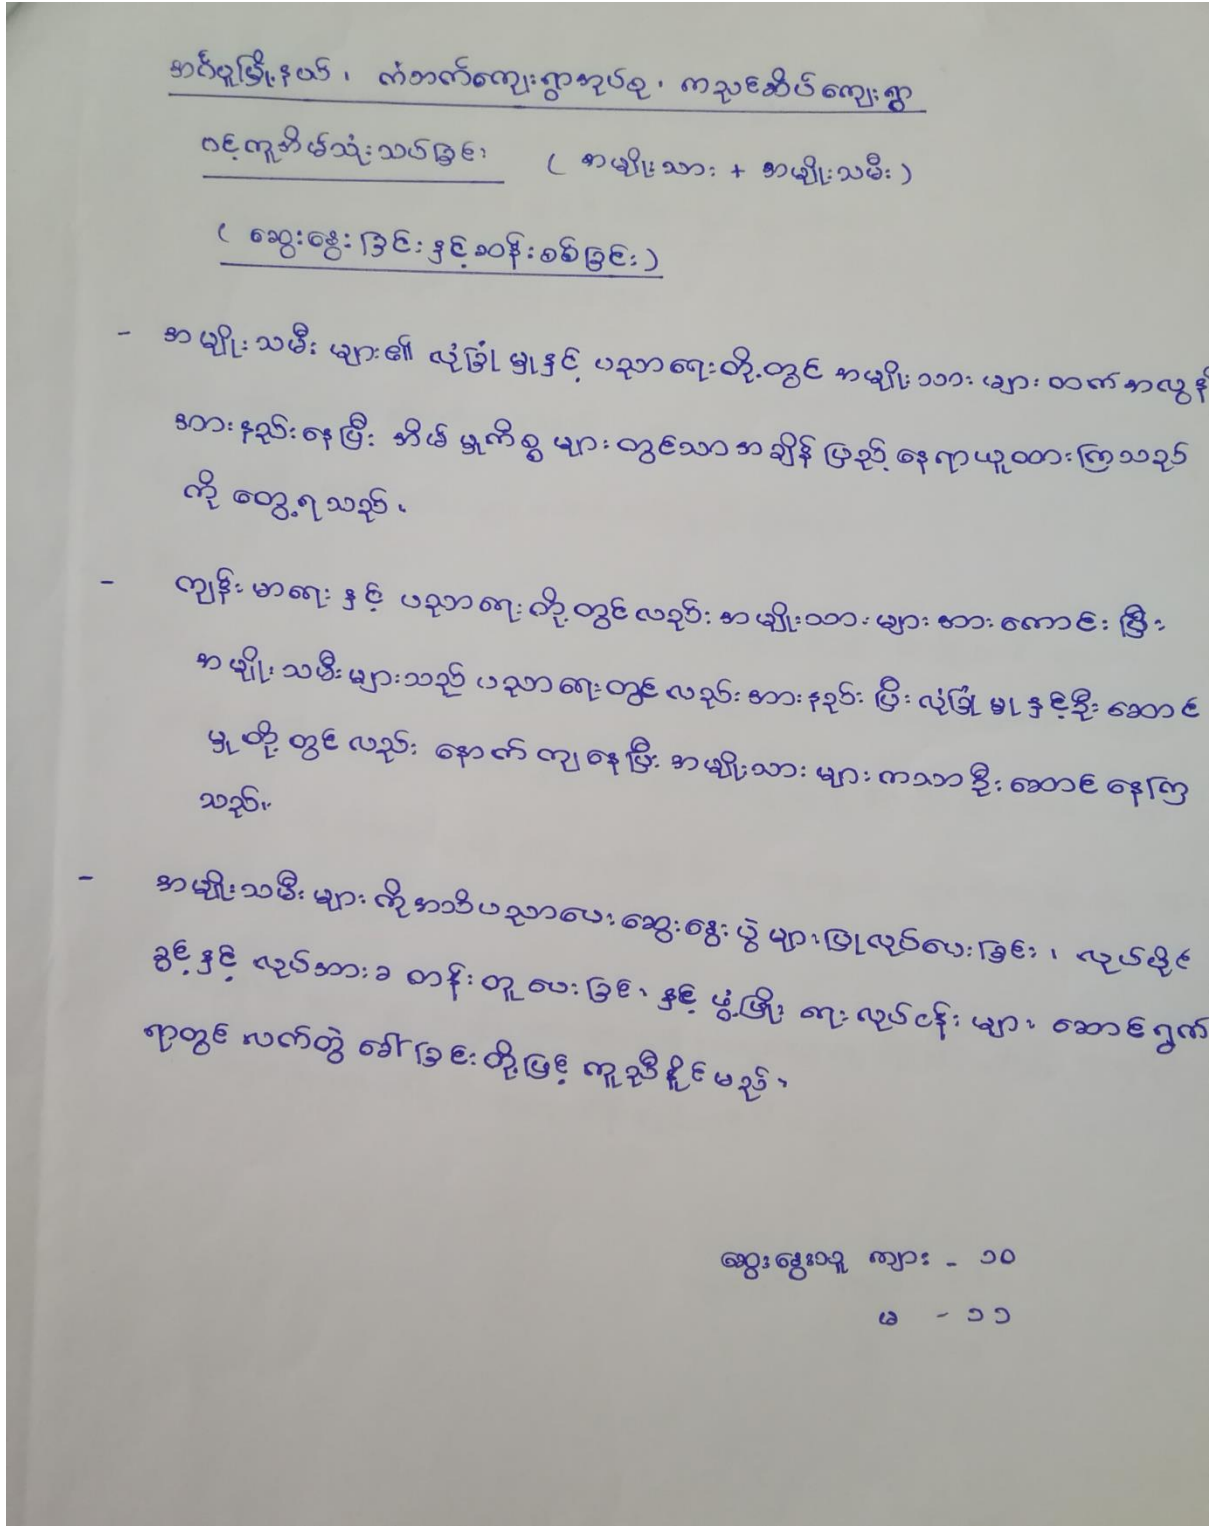 အင်္ဂပူမြို့နယ်၊ ကံဘက်ကျေးရွာအုပ်စု၊ ကညင်ဆိပ်ကျေးရွာ
ပင့်ကူအိမ်သုံးသပ်ခြင်း (အမျိုးသား + အမျိုးသမီး)
(ဆွေးနွေးခြင်းနှင့်ဆန်းစစ်ခြင်း)
- အမျိုးသမီးများ၏ လုံခြုံမှုနှင့် ပညာရေးတို့တွင် အမျိုးသားများထက်အလွန်
အားနည်းနေပြီး အိမ်မှုကိစ္စများတွင်သာအချိန်ပြည့်နေရာယူထားကြသည်
ကို တွေ့ရသည်။
- ကျန်းမာရေးနှင့် ပညာရေးတို့တွင်လည်း အမျိုးသားများအားကောင်းပြီး
အမျိုးသမီးများသည် ပညာရေးတွင်လည်းအားနည်းပြီး လုံခြုံမှုနှင့်ဦးဆောင်
မှုတို့တွင်လည်း နောက်ကျနေပြီး အမျိုးသားများကသာဦးဆောင်နေကြ
သည်။
- အမျိုးသမီးများကိုအသိပညာပေးဆွေးနွေးပွဲများပြုလုပ်ပေးခြင်း၊ လုပ်ပိုင်
ခွင့်နှင့် လုပ်အားခ တန်းတူပေးခြင်းနှင့် ဖွံ့ဖြိုးရေးလုပ်ငန်းများ ဆောင်ရွက်
ရာတွင် လက်တွဲခေါ်ခြင်းတို့ဖြင့် ကူညီနိူင်မည်။
ဆွေးနွေးသူ ကျား - ၁၀
မ - ၁၁